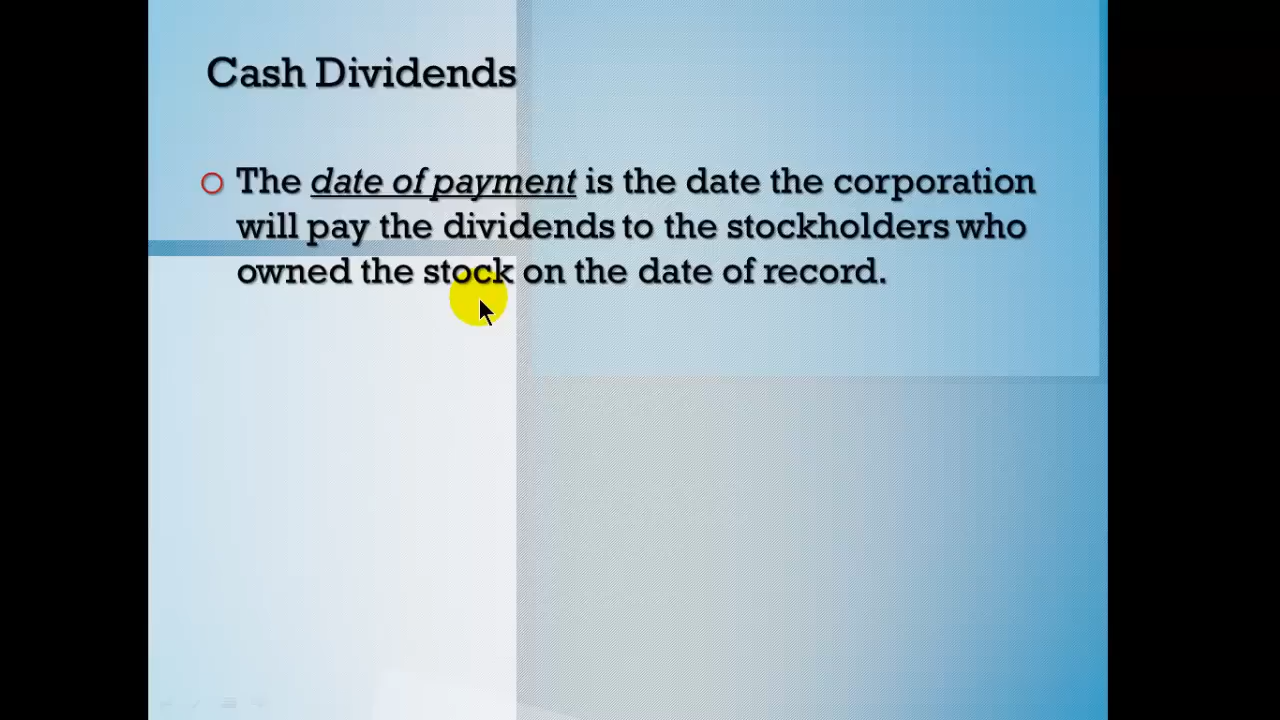 Cash Dividends
The date of payment is the date the corporation
will pay the dividends to the stockholders who
owned the stock on the date of record.